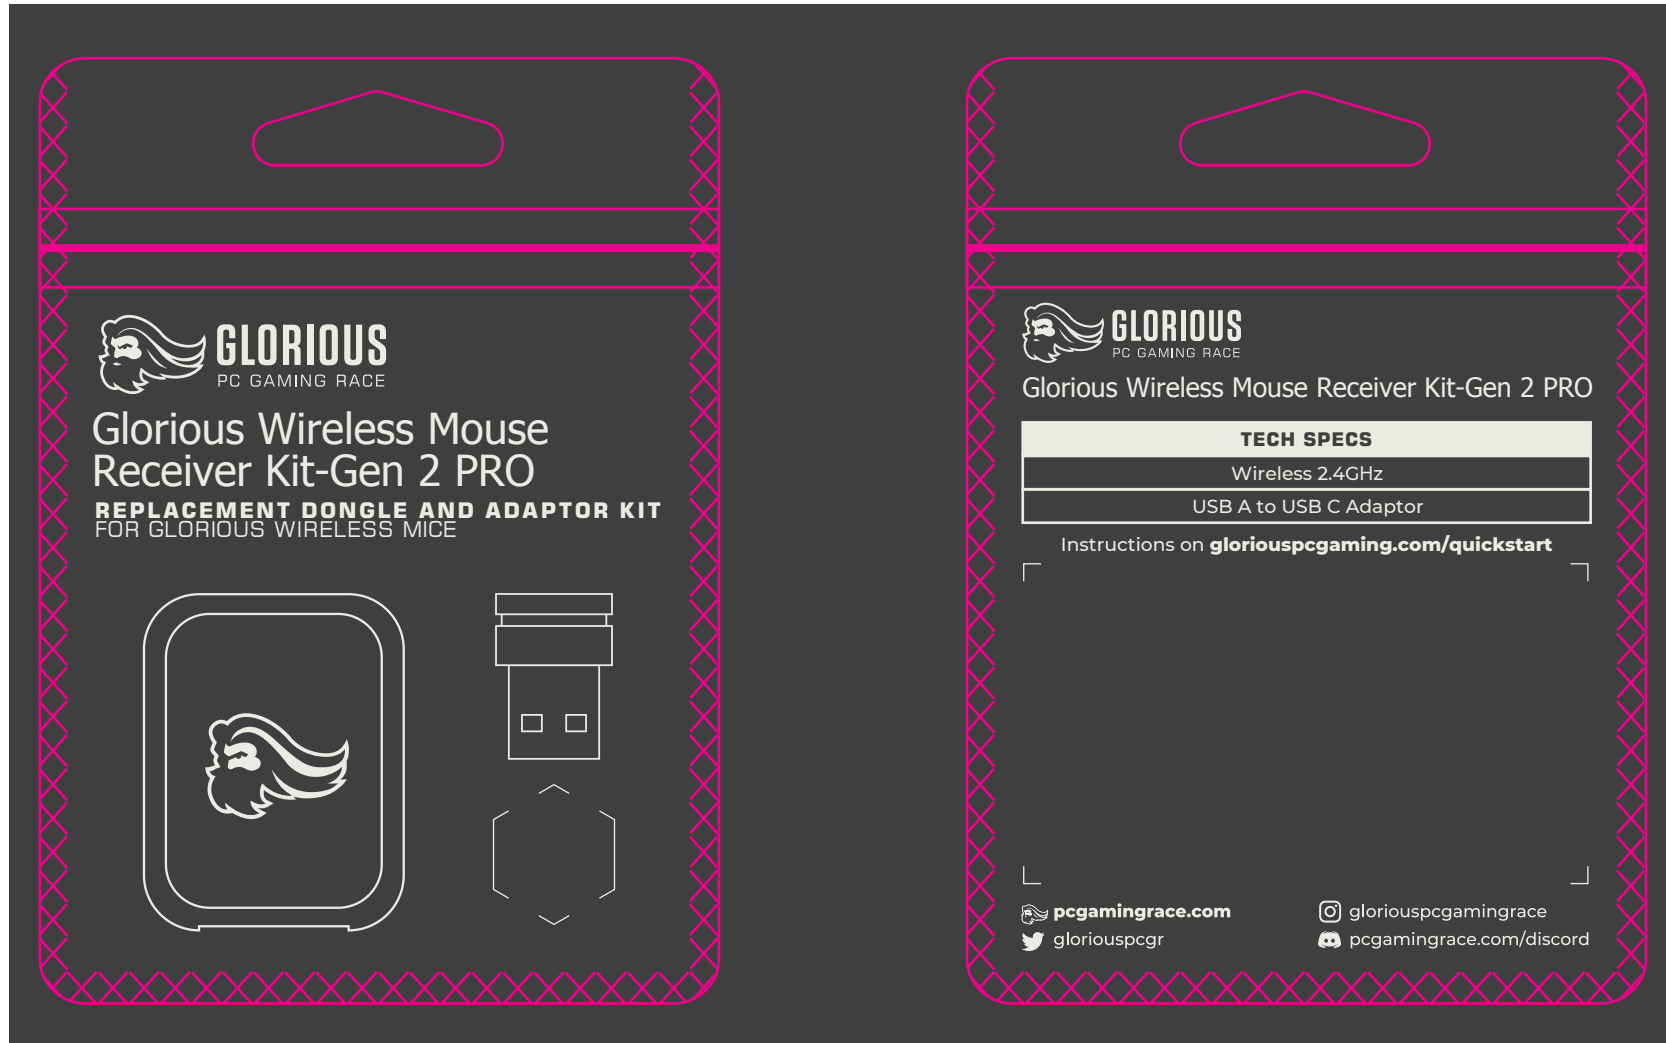 GLORIOUS
PC GAMING RACE
Glorious Wireless Mouse
Receiver Kit-Gen 2 PRO
REPLACEMENT DONGLE AND ADAPTOR KIT
FOR GLORIOUS WIRELESS MICE
GLORIOUS
PC GAMING RACE
Glorious Wireless Mouse Receiver Kit-Gen 2 PRO
TECH SPECS
Wireless 2.4GHz
USB A to USB C Adaptor
Instructions on gloriouspcgaming.com/quickstart
pcgamingrace.com
gloriouspcgamingrace
gloriouspcgr
pcgamingrace.com/discord